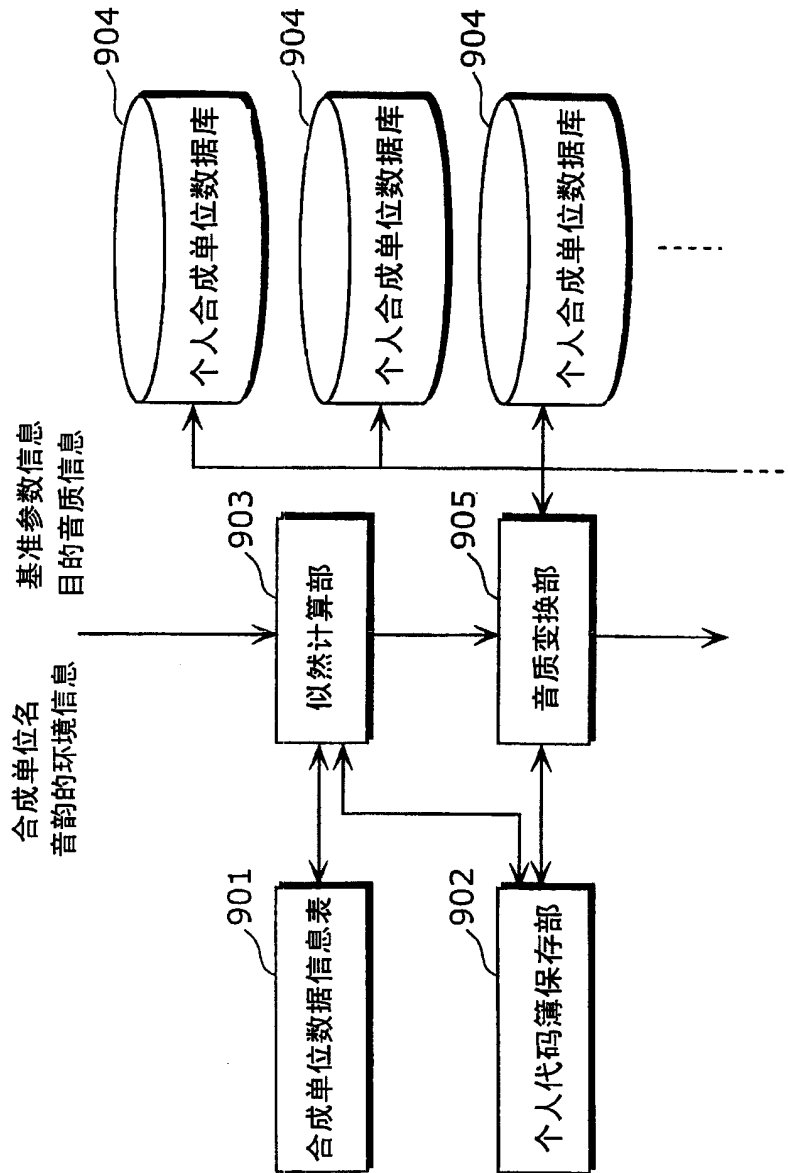 合成单位名
音韵的环境信息
基准参数信息
目的音质信息
901
合成单位数据信息表
903
似然计算部
904
个人合成单位数据库
904
个人合成单位数据库
902
个人代码簿保存部
905
音质变换部
904
个人合成单位数据库